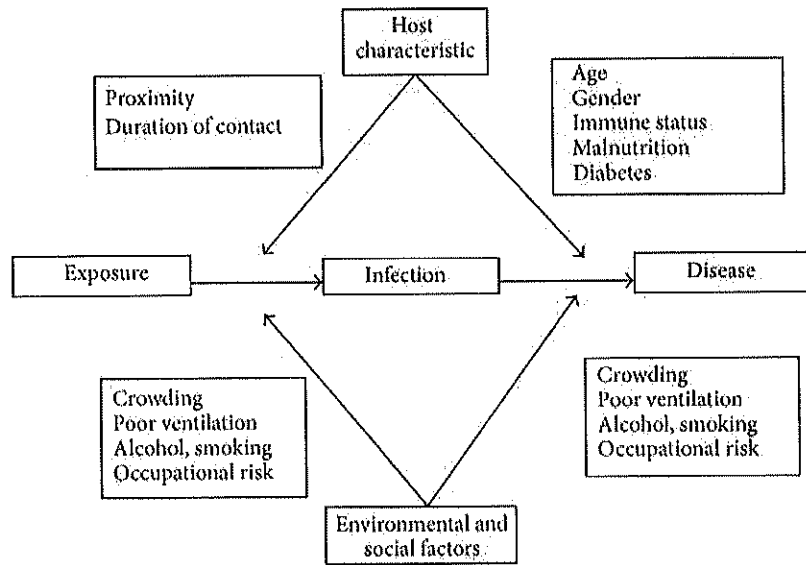 Host
characteristic
Proximity
Duration of contact
Age
Gender
Immune status
Malnutrition
Diabetes
Exposure
Infection
Disease
Crowding
Poor ventilation
Alcohol, smoking
Occupational risk
Crowding
Poor ventilation
Alcohol, smoking
Occupational risk
Environmental and
social factors